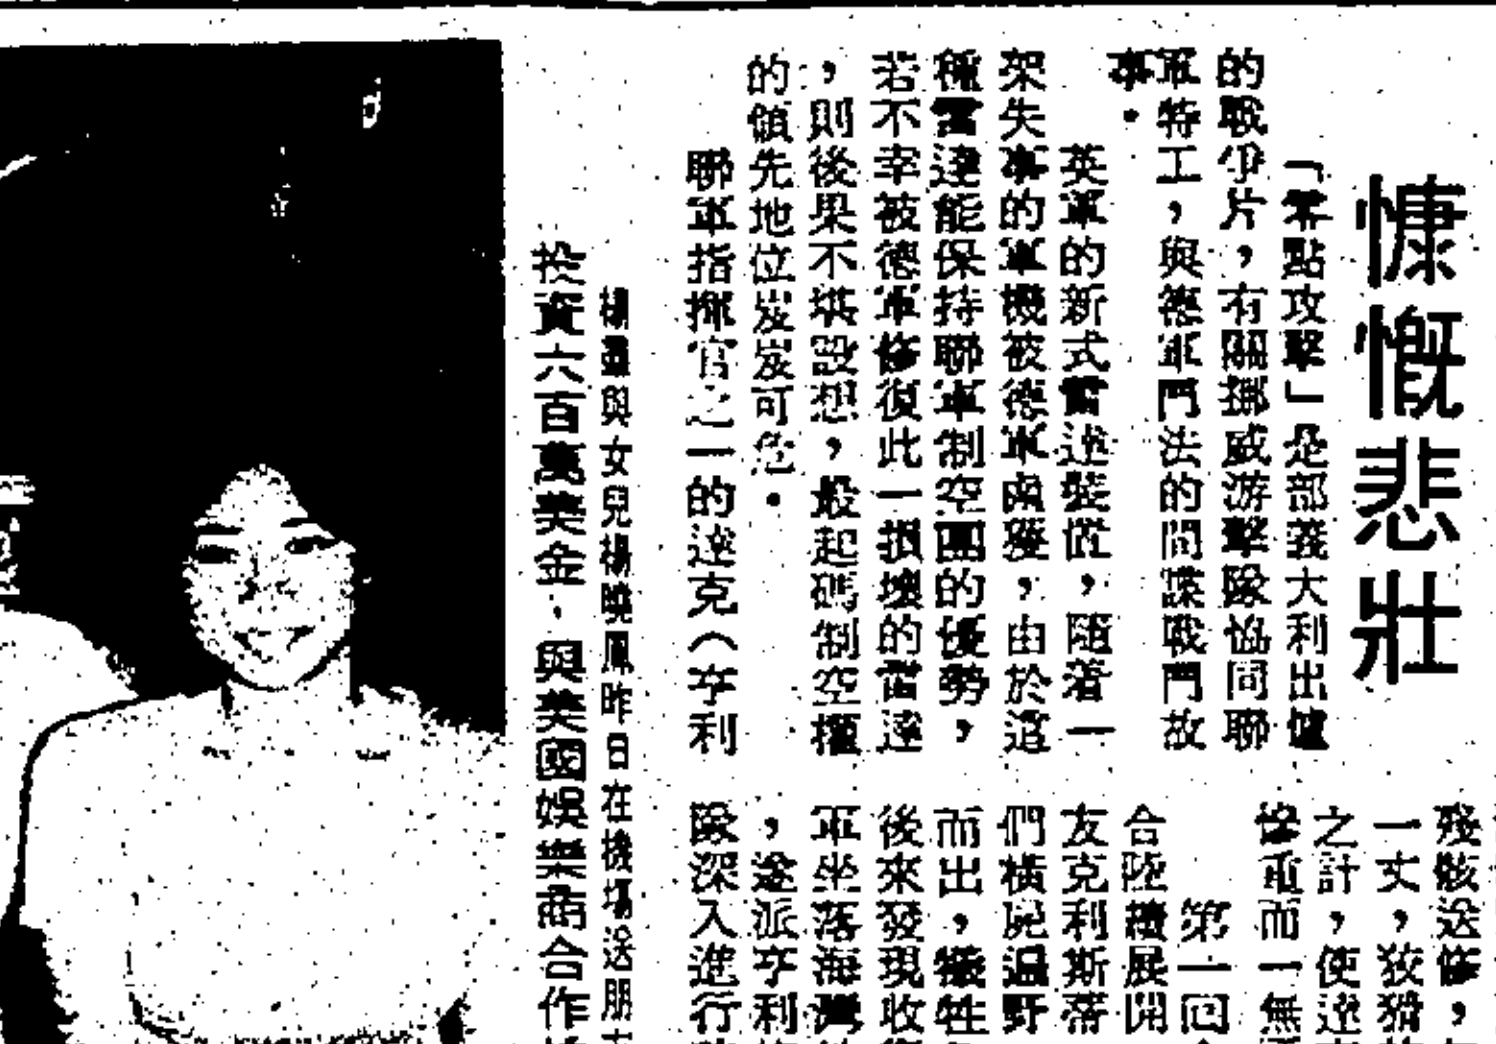 慷慨悲壯
「零點攻擊」是部義大利出爐
的戰爭片，有關挪威游擊隊協同聯
軍特工，與德軍鬥法的間諜戰鬥故
事．
英軍的新式雷達裝置，隨着一
架失事的軍機被德軍鹵獲，由於這
種雷達能保持聯軍制空團的優勢，
若不幸被德軍修復此一損壞的雷達
，則後果不堪設想，最起碼制空權
的領先地位岌岌可危．
聯軍指揮官之一的達克（亨利
殘骸送修，
一丈，狡猾
之計，使達
慘重而一無
第一回
合陸續展開
友克利斯蒂
們橫屍遍野
而出，犧牲
後來發現收
軍坐落海灣
，遂派亨利
隊深入進行
與女兒楊曉鳳昨日在機場送朋
投資六百萬美金，與美國娛樂商合作